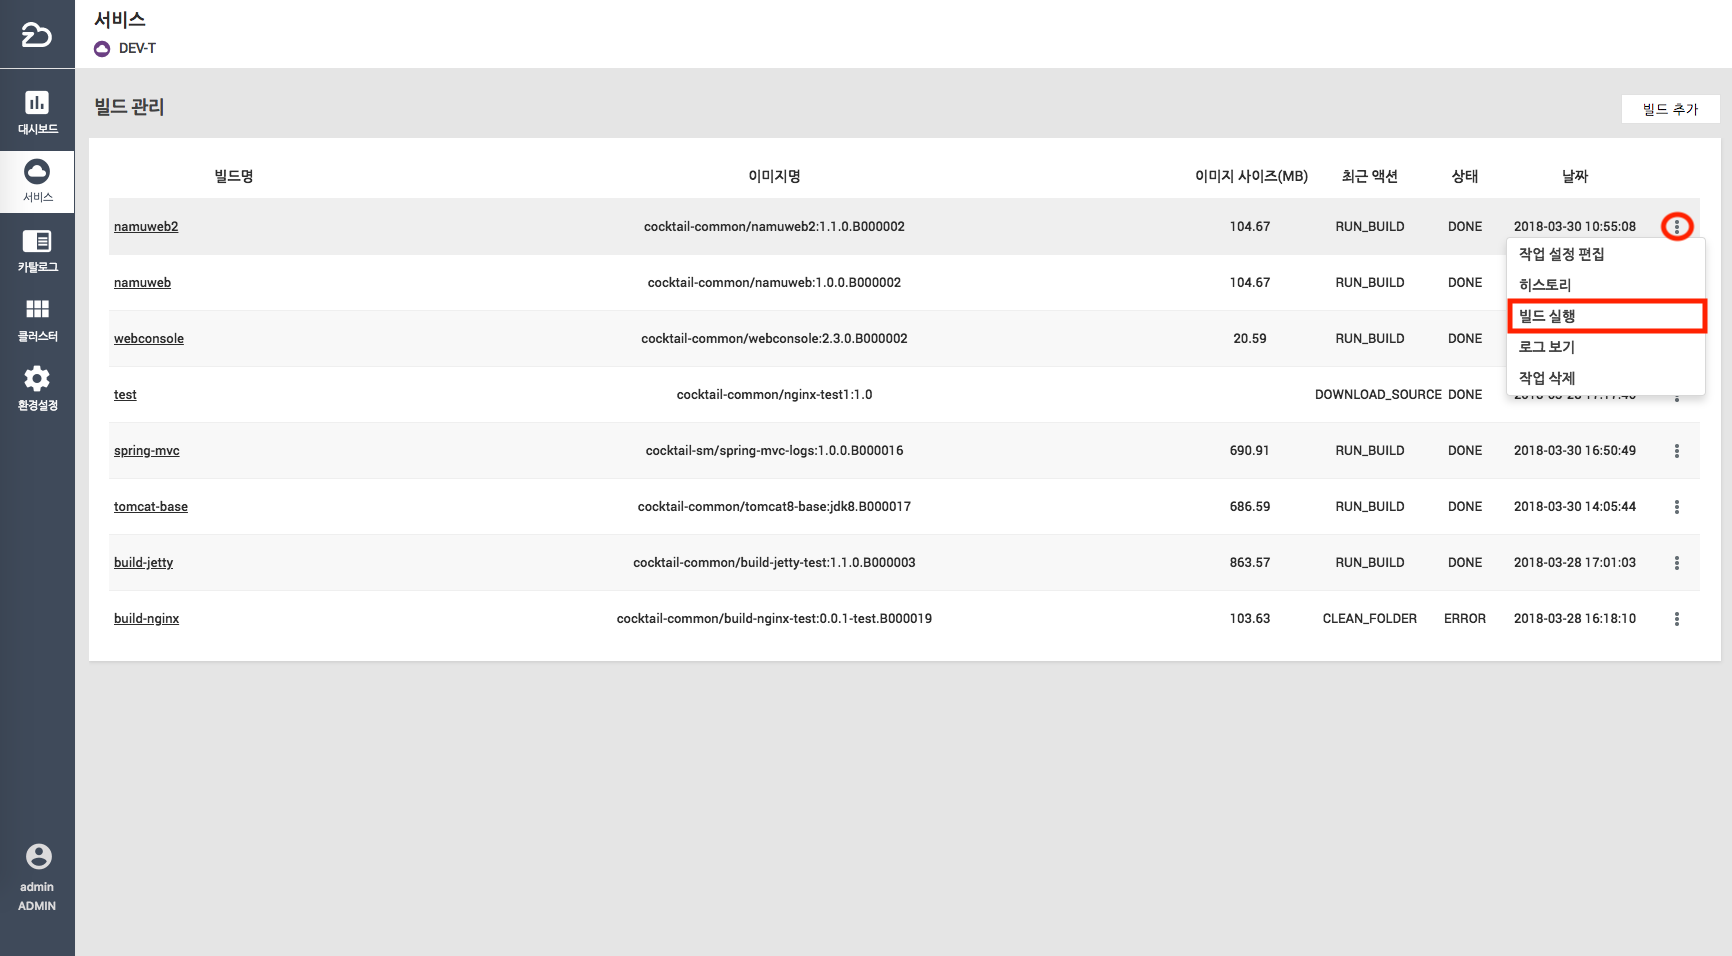 서비스
DEV-T
대시보드
서비스
카탈로그
클러스터
환경설정
admin
ADMIN
빌드 관리
빌드 추가
빌드명 이미지명 이미지 사이즈(MB) 최근 액션 상태 날짜
namuweb2 cocktail-common/namuweb2:1.1.0.B000002 104.67 RUN_BUILD DONE 2018-03-30 10:55:08
namuweb cocktail-common/namuweb:1.0.0.B000002 104.67 RUN_BUILD DONE
webconsole cocktail-common/webconsole:2.3.0.B000002 20.59 RUN_BUILD DONE
test cocktail-common/nginx-test1:1.0 DOWNLOAD_SOURCE DONE
spring-mvc cocktail-sm/spring-mvc-logs:1.0.0.B000016 690.91 RUN_BUILD DONE 2018-03-30 16:50:49
tomcat-base cocktail-common/tomcat8-base:jdk8.B000017 686.59 RUN_BUILD DONE 2018-03-30 14:05:44
build-jetty cocktail-common/build-jetty-test:1.1.0.B000003 863.57 RUN_BUILD DONE 2018-03-28 17:01:03
build-nginx cocktail-common/build-nginx-test:0.0.1-test.B000019 103.63 CLEAN_FOLDER ERROR 2018-03-28 16:18:10
작업 설정 편집
히스토리
빌드 실행
로그 보기
작업 삭제